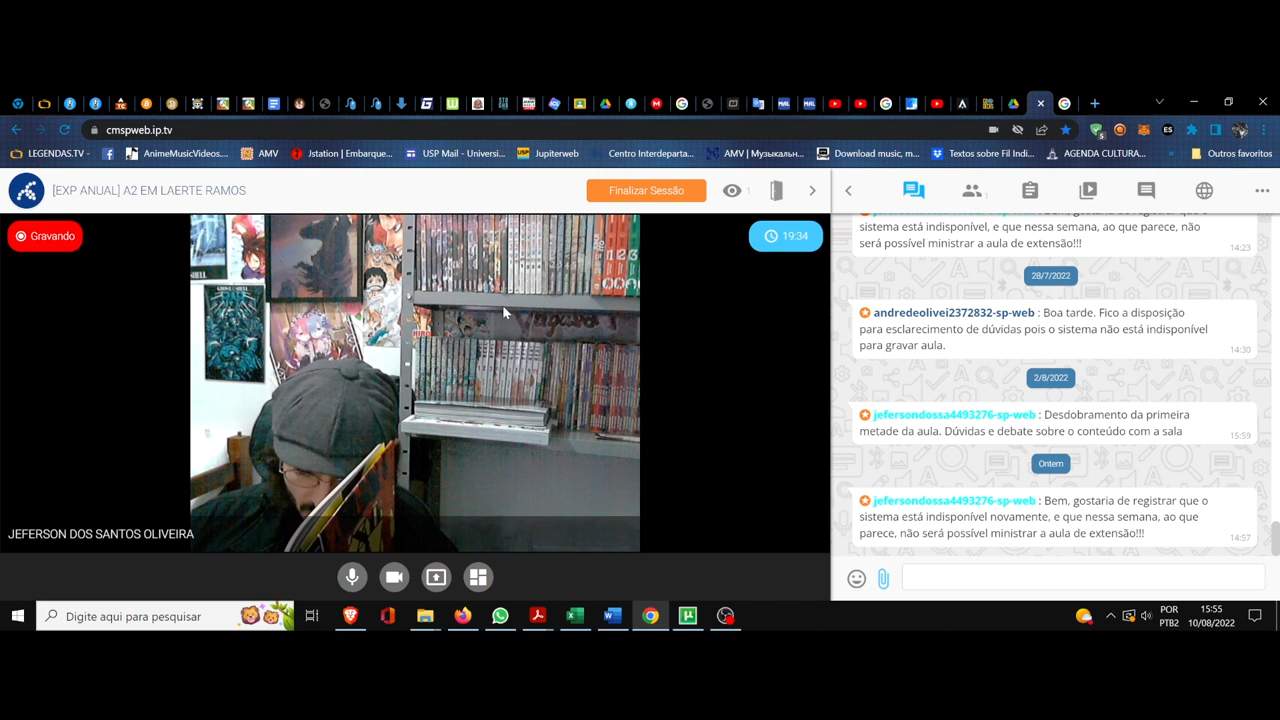 cmspweb.ip.tv
LEGENDAS.TV -
AnimeMusicVideos....
AMV
Jstation | Embarque...
USP Mail - Universi...
Jupiterweb
Centro Interdeparta...
AMV | Музыкальн...
Download music, m...
Textos sobre Fil Indi...
AGENDA CULTURA...
»
Outros favoritos
[EXP ANUAL] A2 EM LAERTE RAMOS
Finalizar Sessão
1
1
Gravando
19:34
JEFERSON DOS SANTOS OLIVEIRA
sistema está indisponível, e que nessa semana, ao que parece, não
será possível ministrar a aula de extensão!!!
14:23
28/7/2022
andredeolivei2372832-sp-web : Boa tarde. Fico a disposição
para esclarecimento de dúvidas pois o sistema não está indisponível
para gravar aula.
14:30
2/8/2022
jefersondossa4493276-sp-web : Desdobramento da primeira
metade da aula. Dúvidas e debate sobre o conteúdo com a sala
15:59
Ontem
jefersondossa4493276-sp-web : Bem, gostaria de registrar que o
sistema está indisponível novamente, e que nessa semana, ao que
parece, não será possível ministrar a aula de extensão!!!
14:57
Digite aqui para pesquisar
POR
PTB2
15:55
10/08/2022